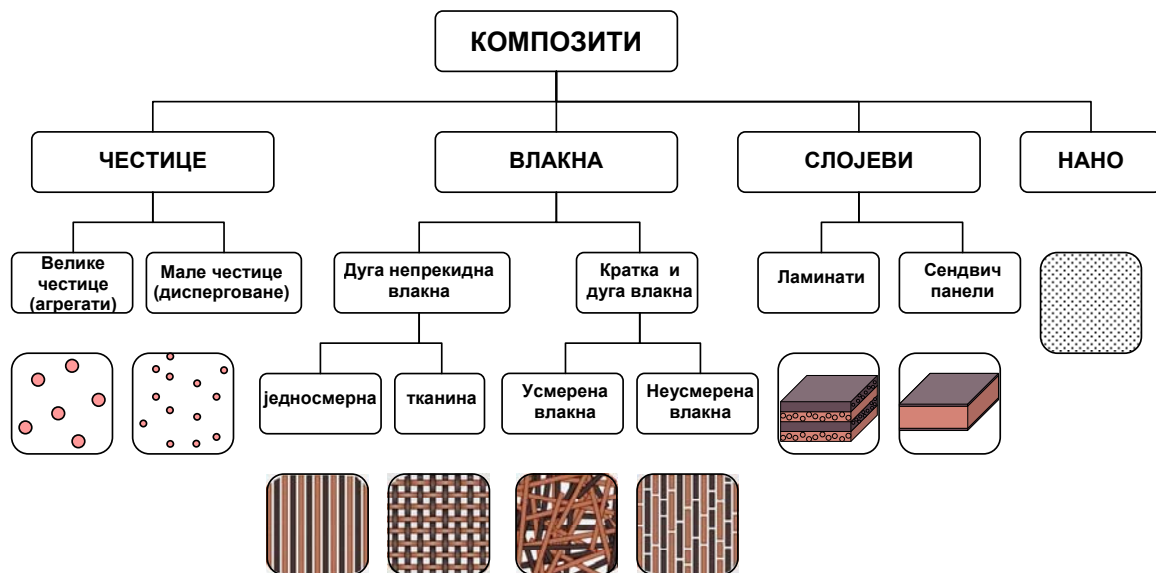 КОМПОЗИТИ
ЧЕСТИЦЕ
ВЛАКНА
СЛОЈЕВИ
НАНО
Велике
честице
(агрегати)
Мале честице
(дисперговане)
Дуга непрекидна
влакна
Кратка и
дуга влакна
Ламинати
Сендвич
панели
једносмерна
тканина
Усмерена
влакна
Неусмерена
влакна